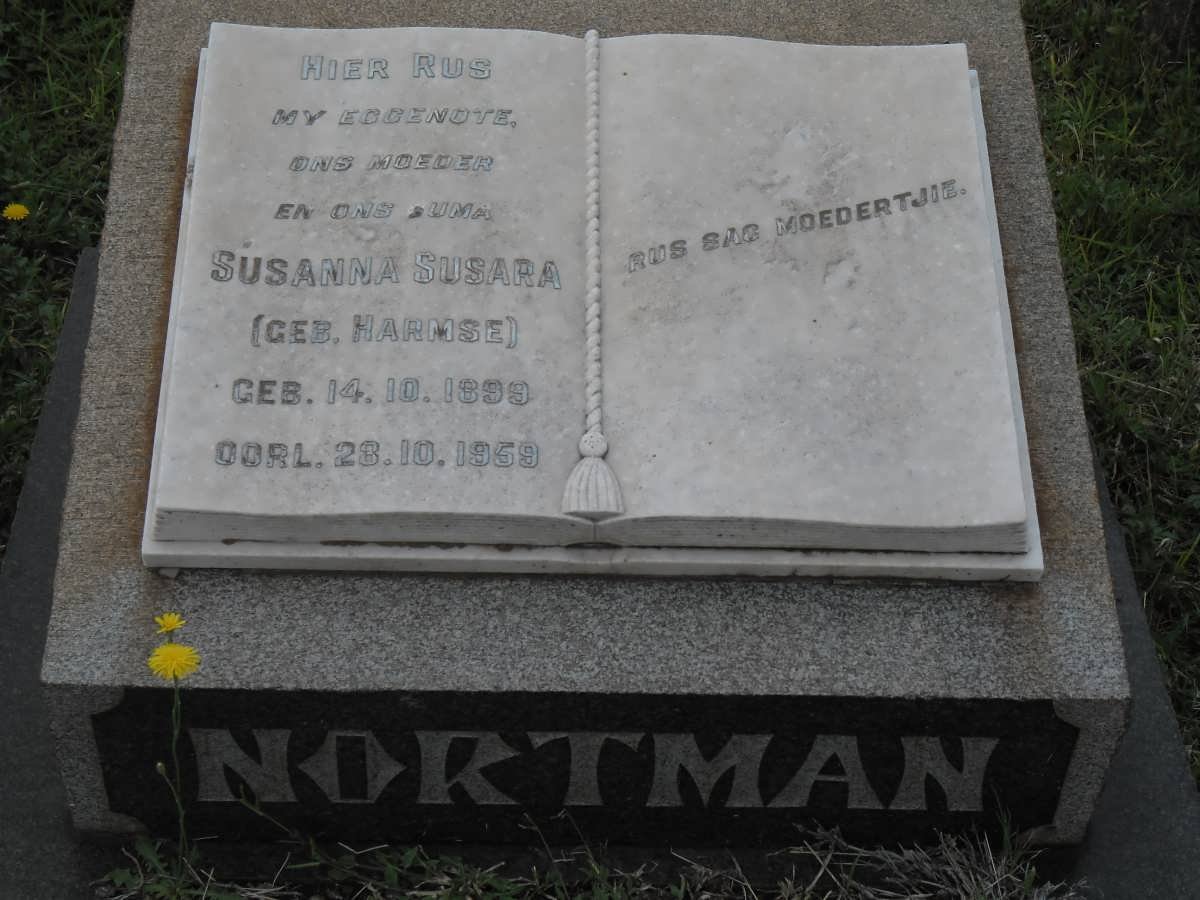 HIER RUS
MY EGGENOTE,
ONS MOEDER
EN ONS OUMA
SUSANNA SUSARA
(GEB. HARMSE)
GEB. 14. 10. 1899
OORL. 28. 10. 1959
RUS SAG MOEDERTJIE.
NORTMAN